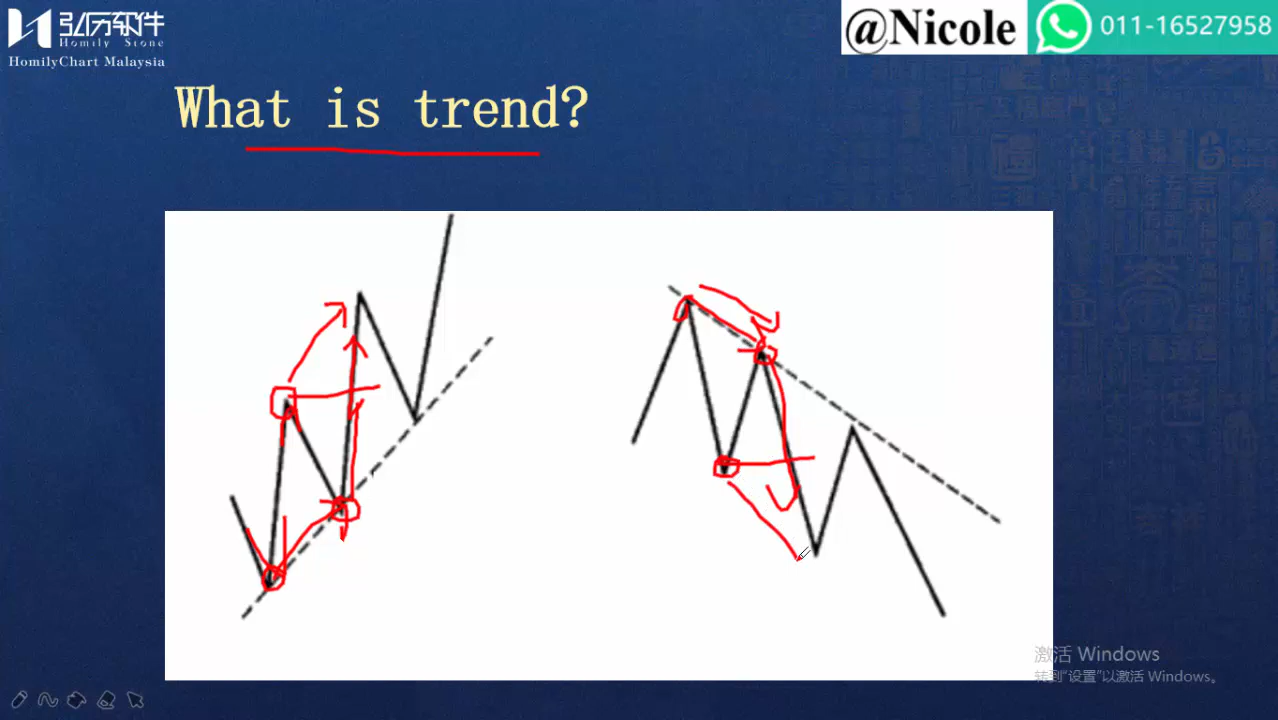 弘历软件
Homily Stone
HomilyChart Malaysia
@Nicole
011-16527958
What is trend?
激活 Windows
转到“设置”以激活 Windows。